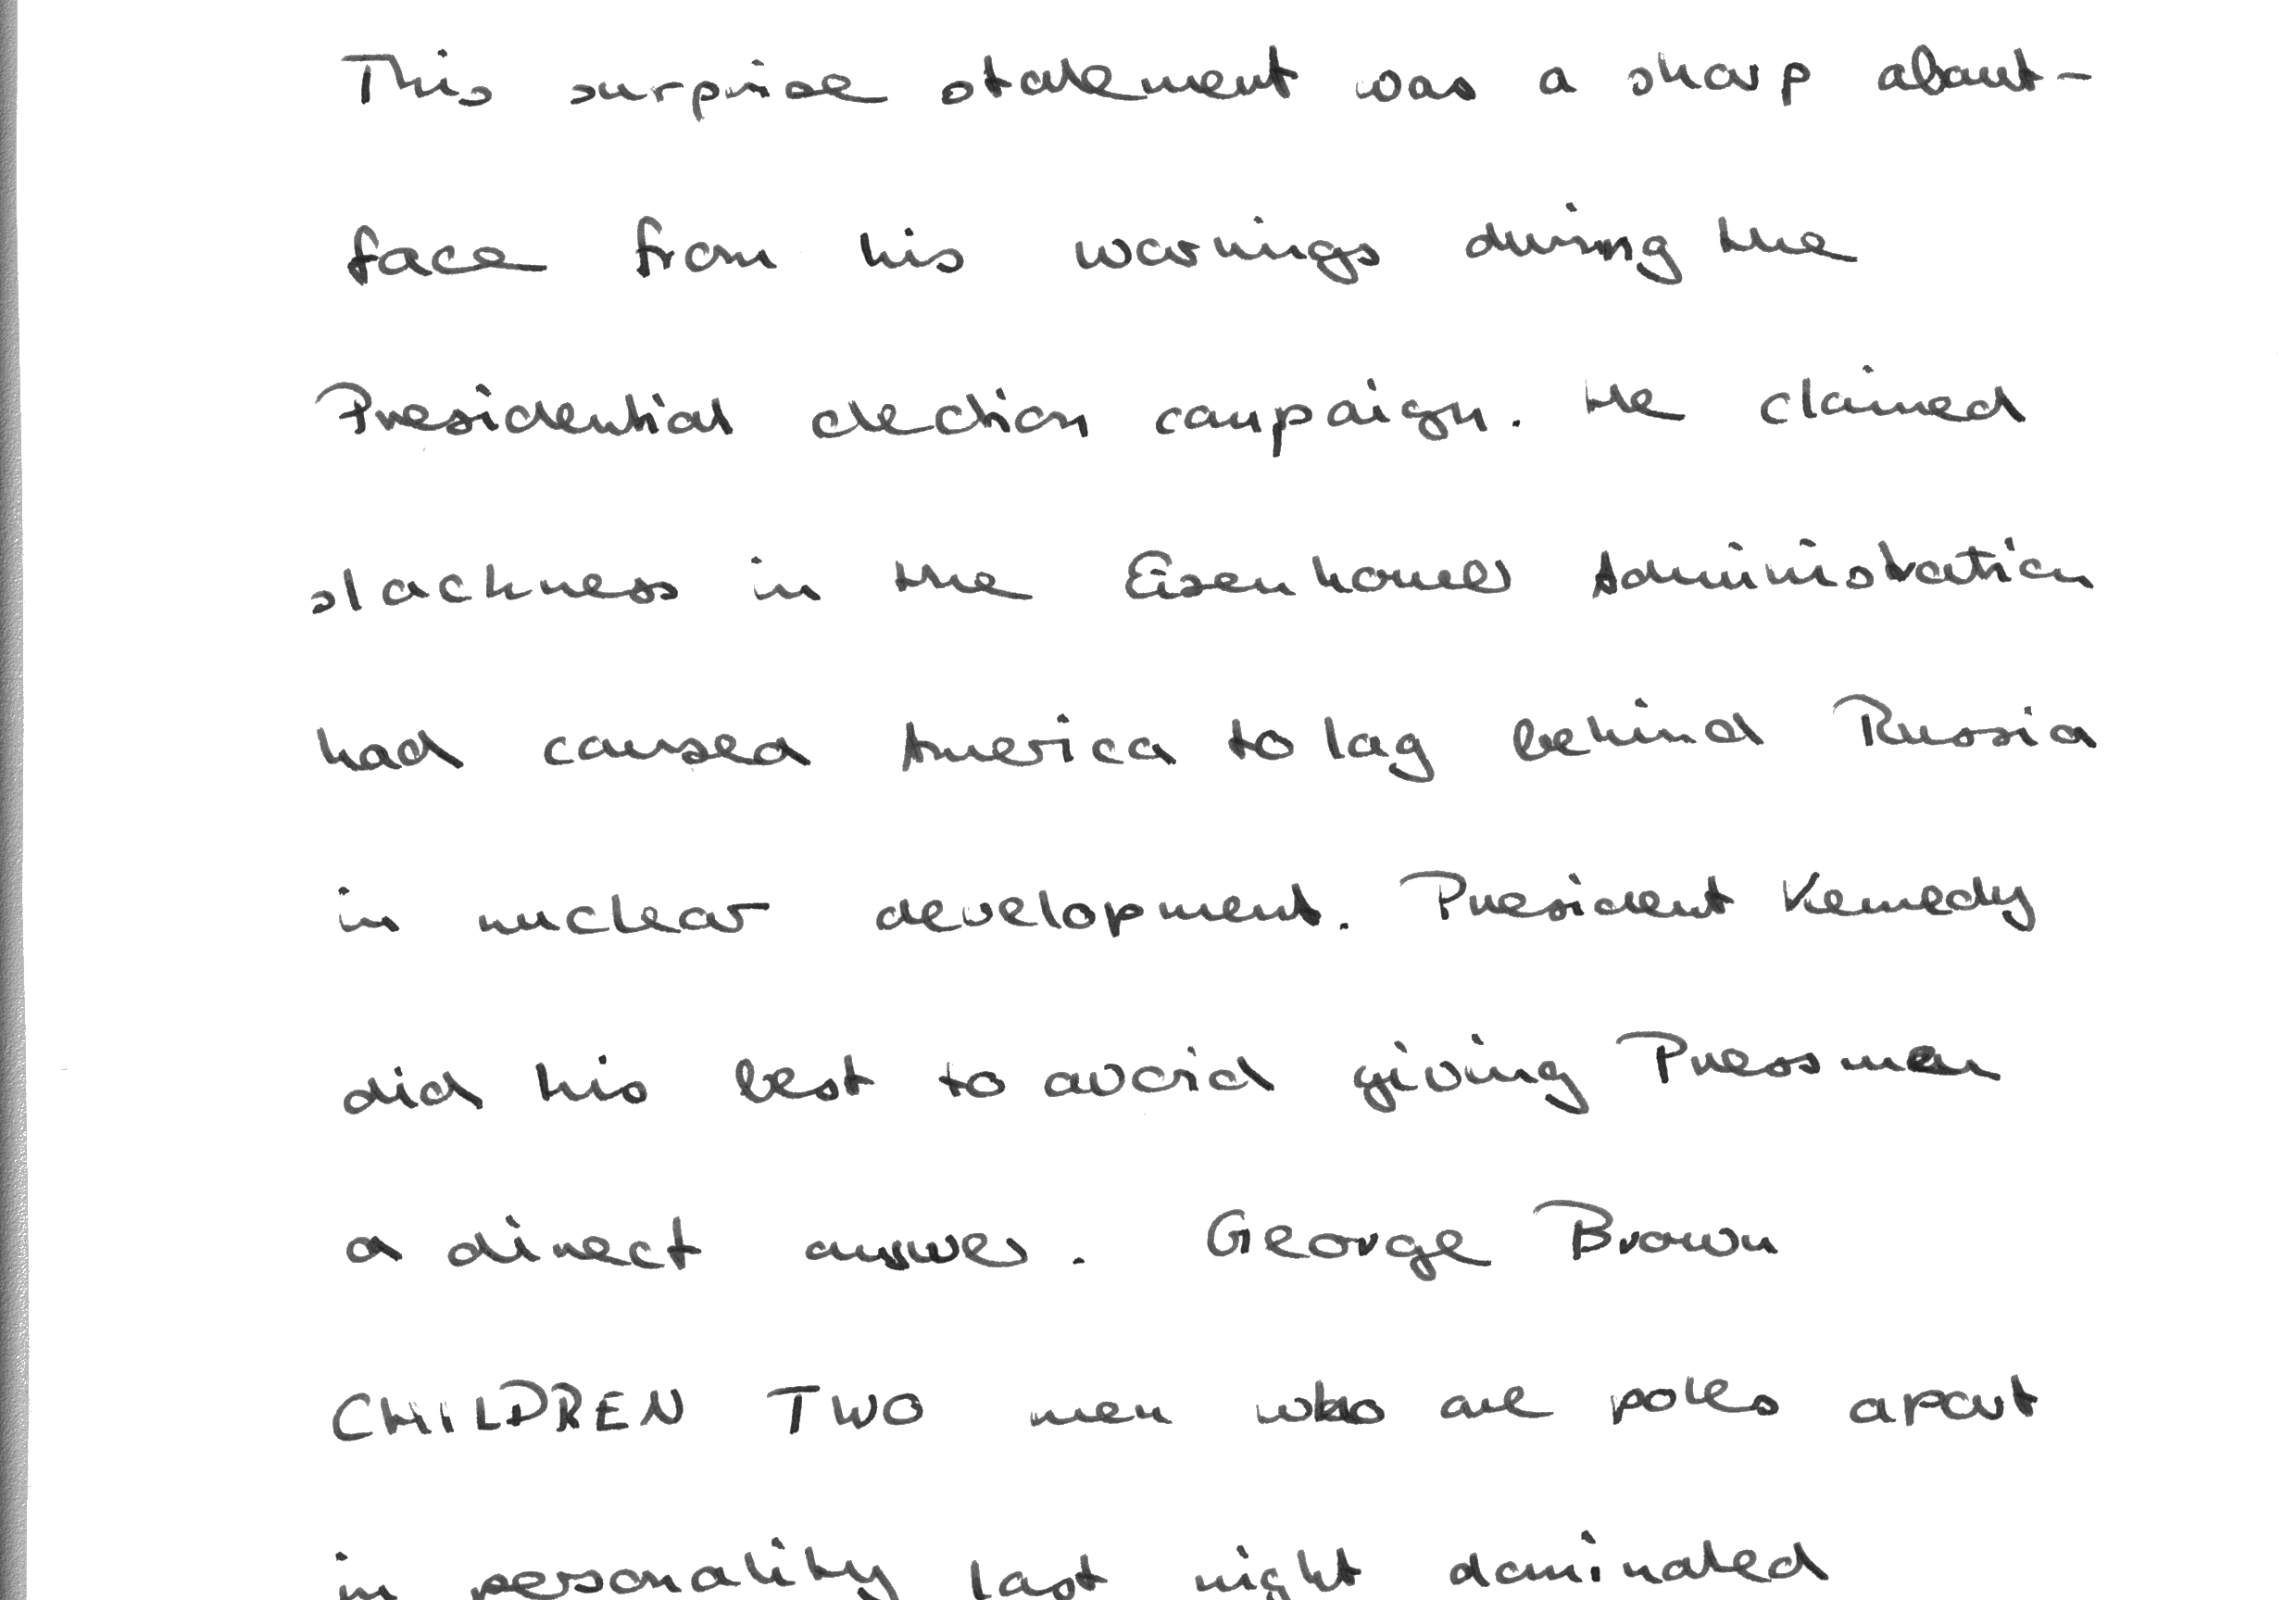 This surprise statement was a sharp about-
face from his warnings during the
Presidential election campaign. He claimed
slackness in the Eisenhower Administration
had caused America to lag behind Russia
in nuclear development. President Kennedy
did his best to avoid giving Pressmen
a direct answer. George Brown
CHILDREN TWO men who are poles apart
in personality last night dominated